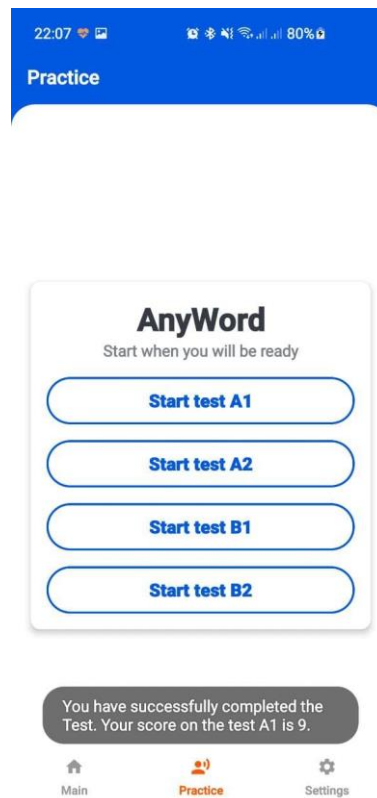 22:07 80%
Practice
AnyWord
Start when you will be ready
Start test A1
Start test A2
Start test B1
Start test B2
You have successfully completed the
Test. Your score on the test A1 is 9.
Main Practice Settings